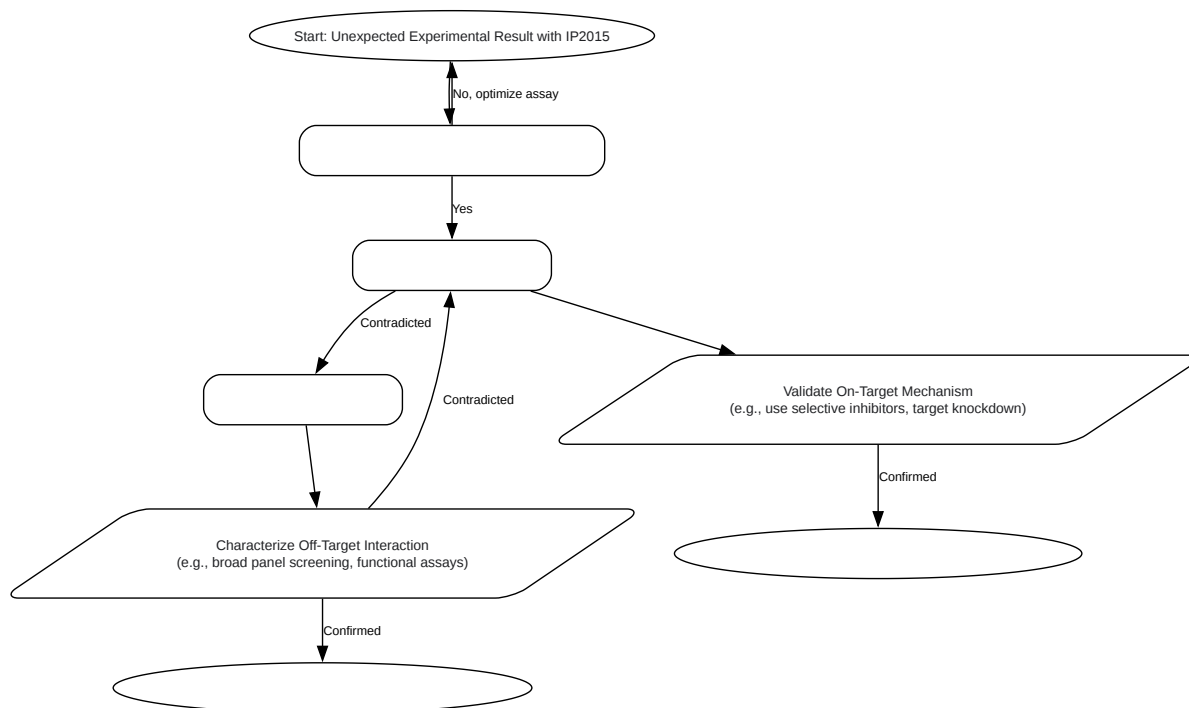 Start: Unexpected Experimental Result with IP2015
No, optimize assay
Yes
Contradicted
Contradicted
Validate On-Target Mechanism
(e.g., use selective inhibitors, target knockdown)
Confirmed
Characterize Off-Target Interaction
(e.g., broad panel screening, functional assays)
Confirmed